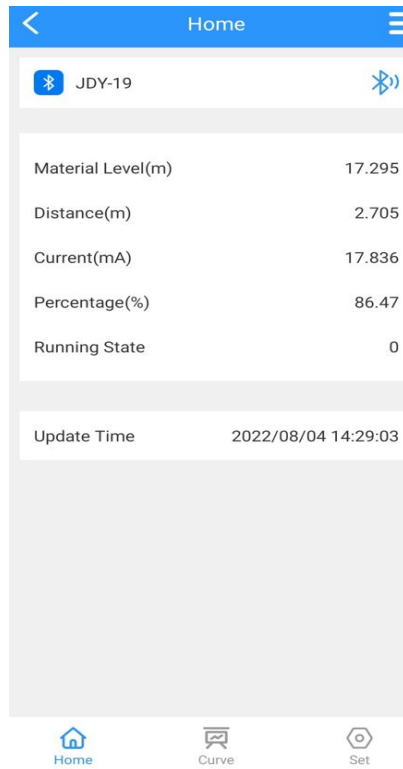 Home
JDY-19
Material Level(m) 17.295
Distance(m) 2.705
Current(mA) 17.836
Percentage(%) 86.47
Running State 0
Update Time 2022/08/04 14:29:03
Home Curve Set